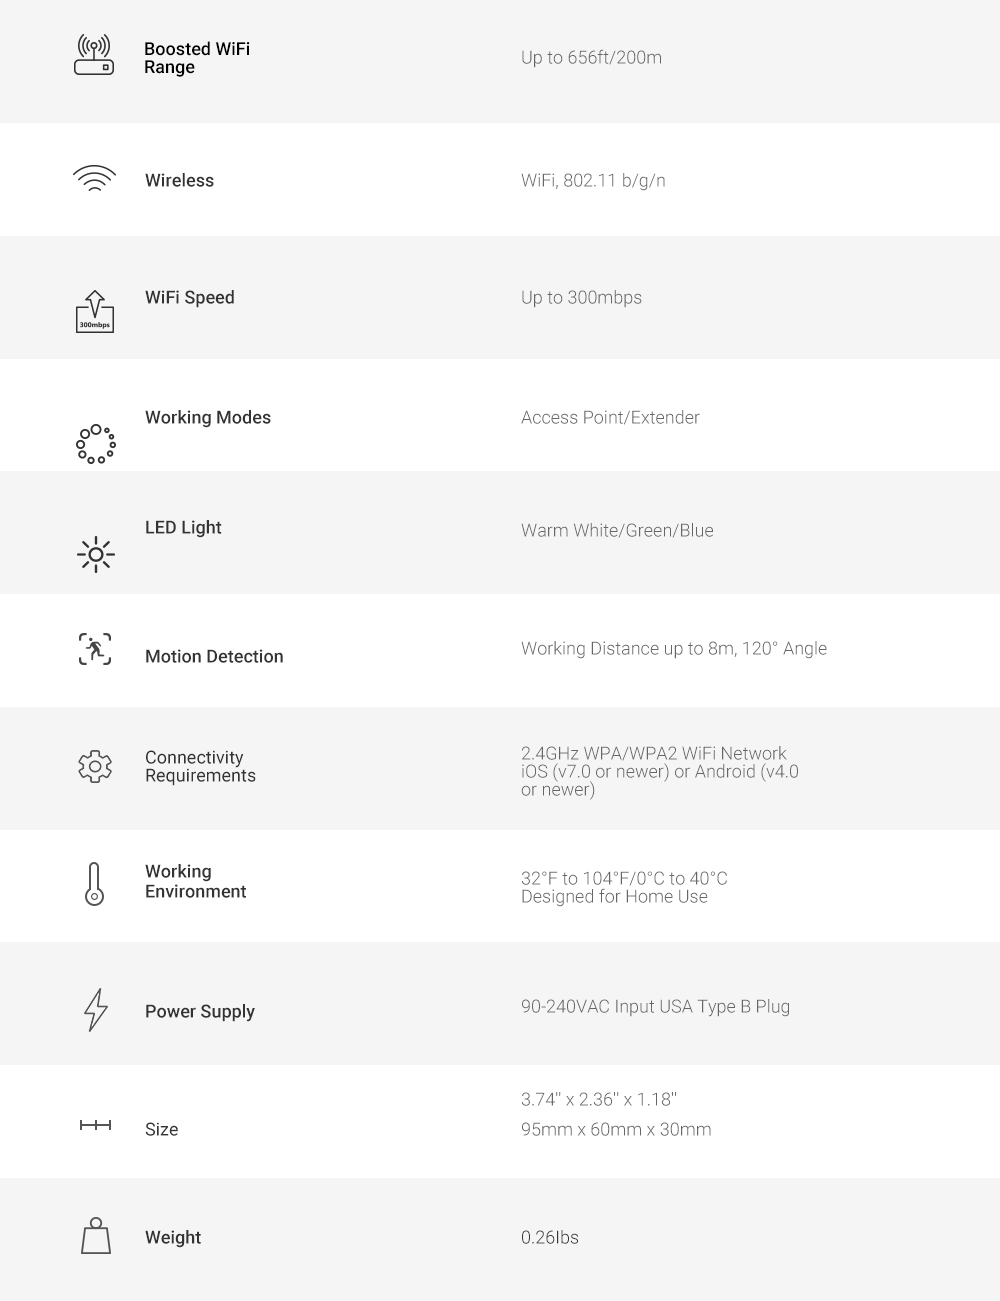 Boosted WiFi
Range
Up to 656ft/200m
Wireless
WiFi, 802.11 b/g/n
300mbps
WiFi Speed
Up to 300mbps
Working Modes
Access Point/Extender
LED Light
Warm White/Green/Blue
Motion Detection
Working Distance up to 8m, 120° Angle
Connectivity
Requirements
2.4GHz WPA/WPA2 WiFi Network
iOS (v7.0 or newer) or Android (v4.0
or newer)
Working
Environment
32°F to 104°F/0°C to 40°C
Designed for Home Use
Power Supply
90-240VAC Input USA Type B Plug
Size
3.74" x 2.36" x 1.18"
95mm x 60mm x 30mm
Weight
0.26lbs